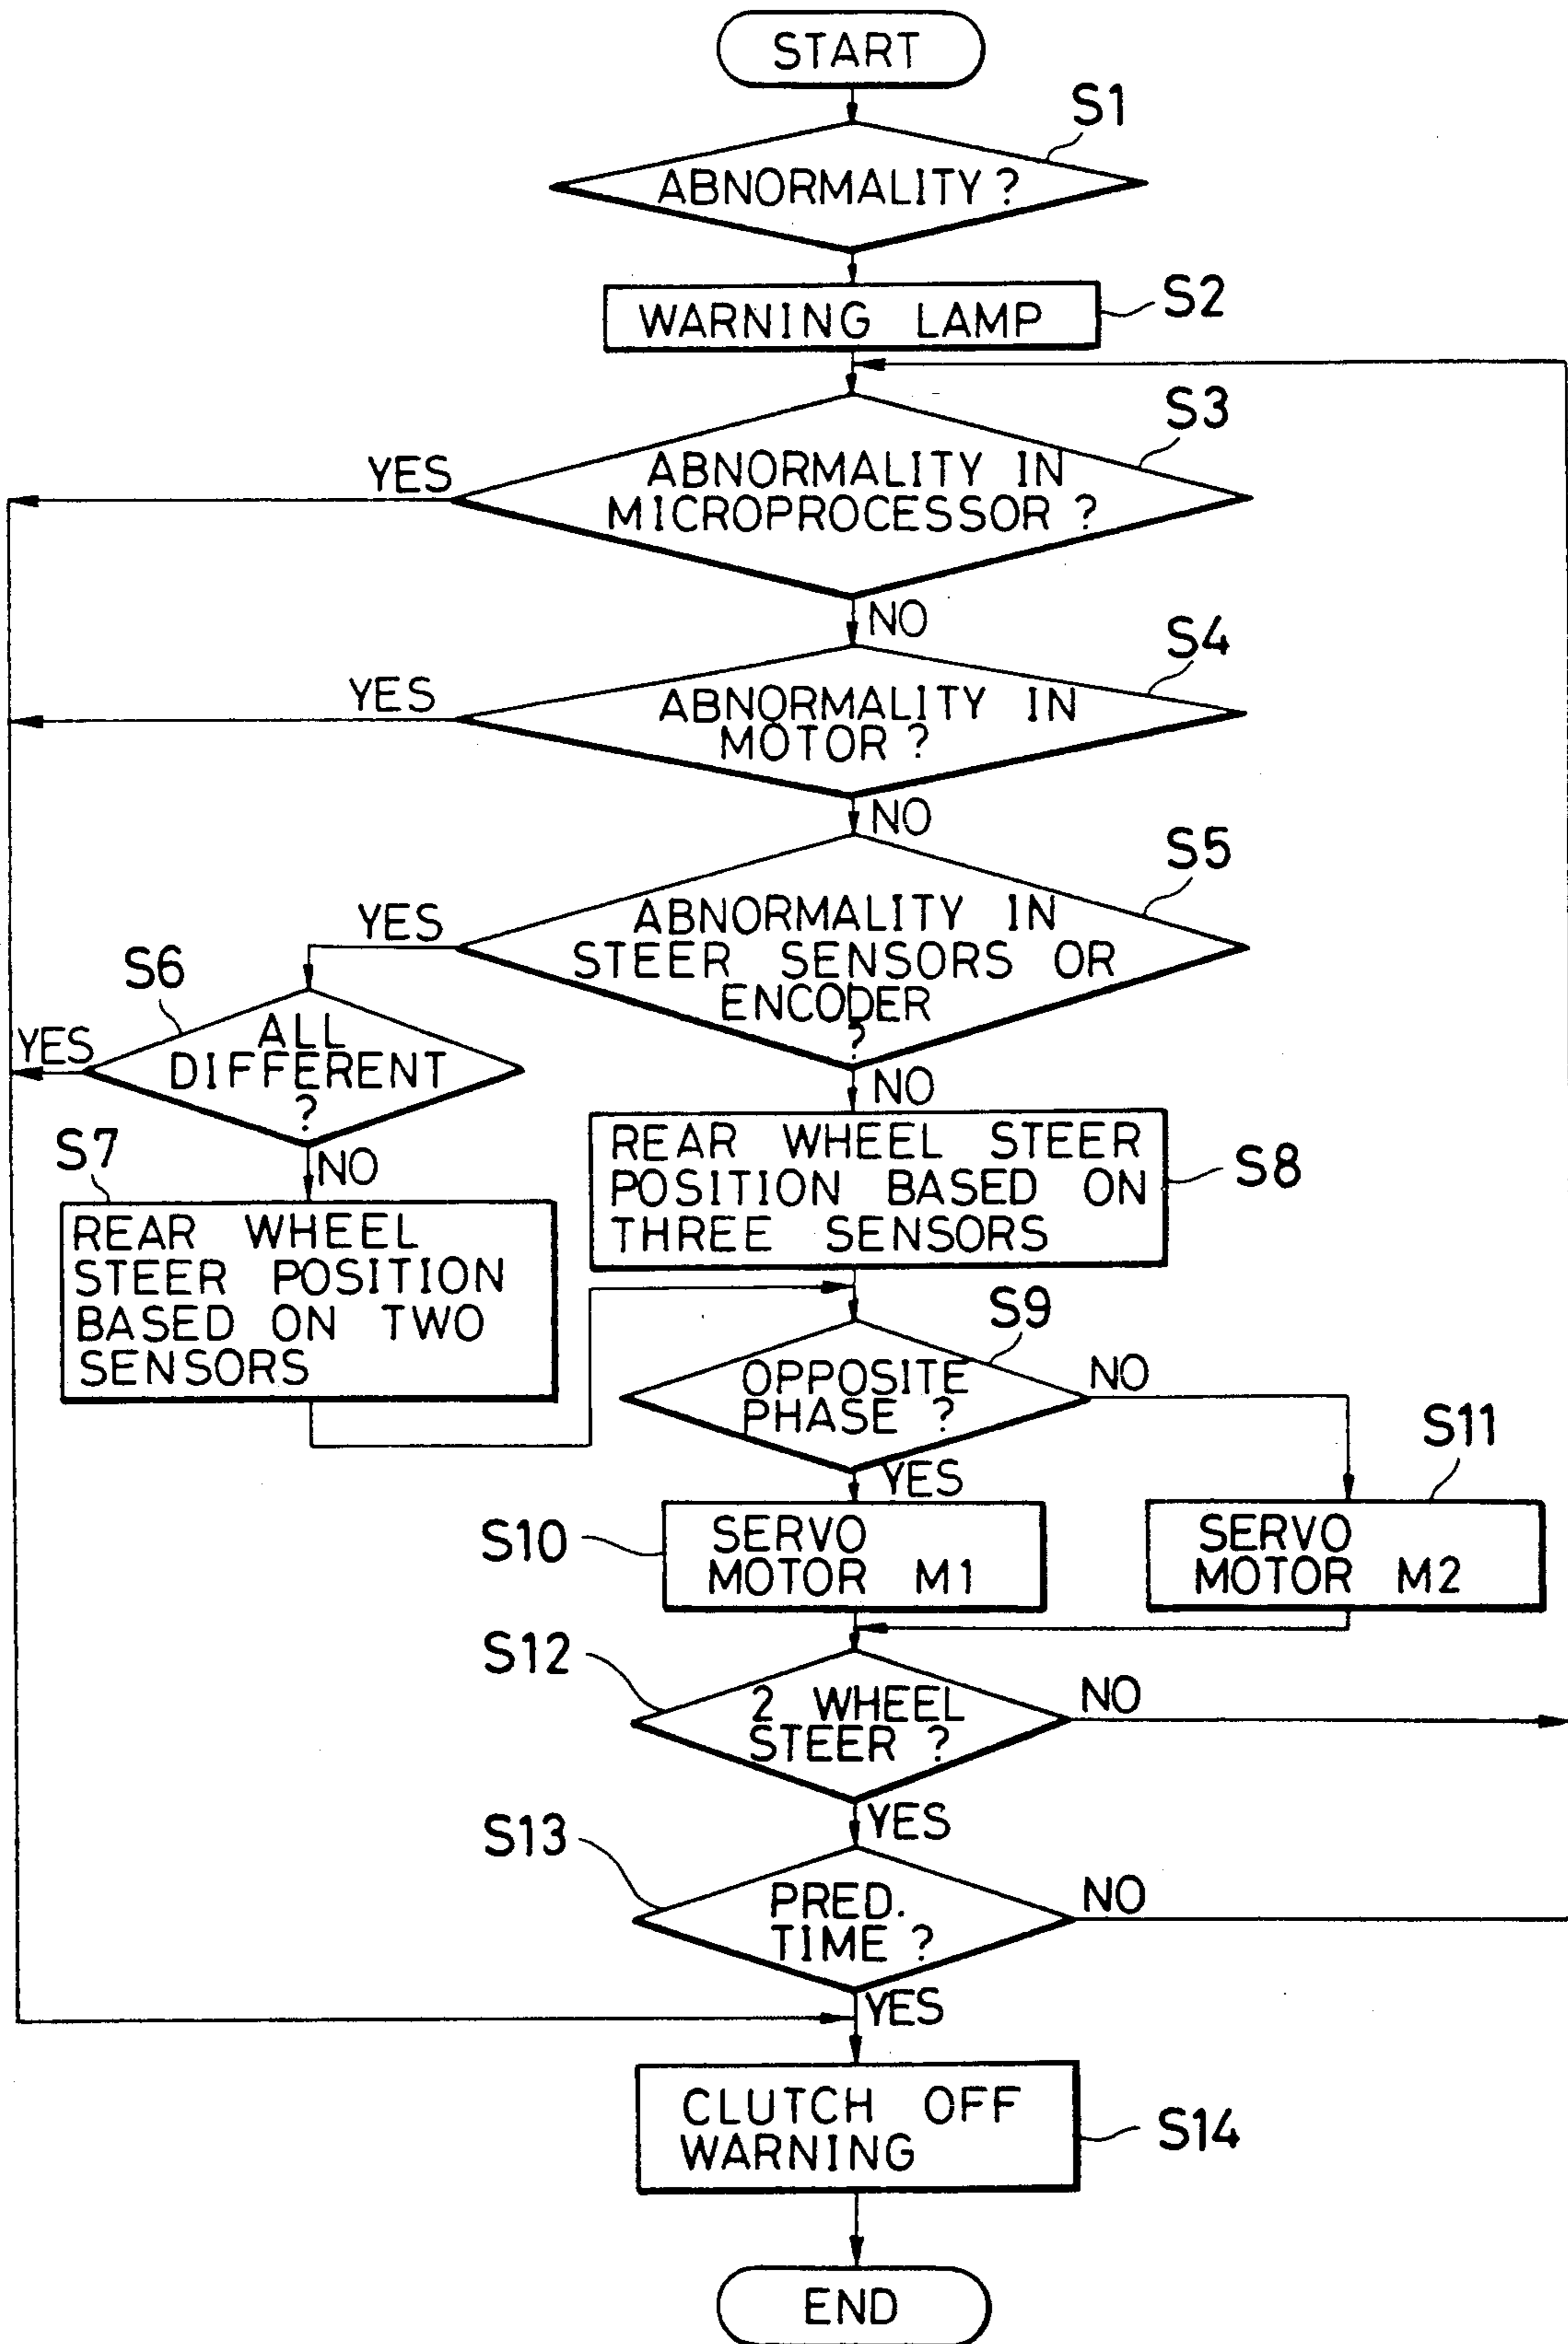 START
S1
ABNORMALITY ?
WARNING LAMP
S2
S3
YES
ABNORMALITY IN
MICROPROCESSOR ?
NO
S4
YES
ABNORMALITY IN
MOTOR ?
NO
S5
YES
ABNORMALITY IN
STEER SENSORS OR
ENCODER
?
NO
S6
YES
ALL
DIFFERENT
?
NO
S7
REAR WHEEL
STEER POSITION
BASED ON TWO
SENSORS
REAR WHEEL STEER
POSITION BASED ON
THREE SENSORS
S8
S9
OPPOSITE
PHASE ?
NO
YES
S10
SERVO
MOTOR M1
S11
SERVO
MOTOR M2
S12
2 WHEEL
STEER ?
NO
YES
S13
PRED.
TIME ?
NO
YES
CLUTCH OFF
WARNING
S14
END